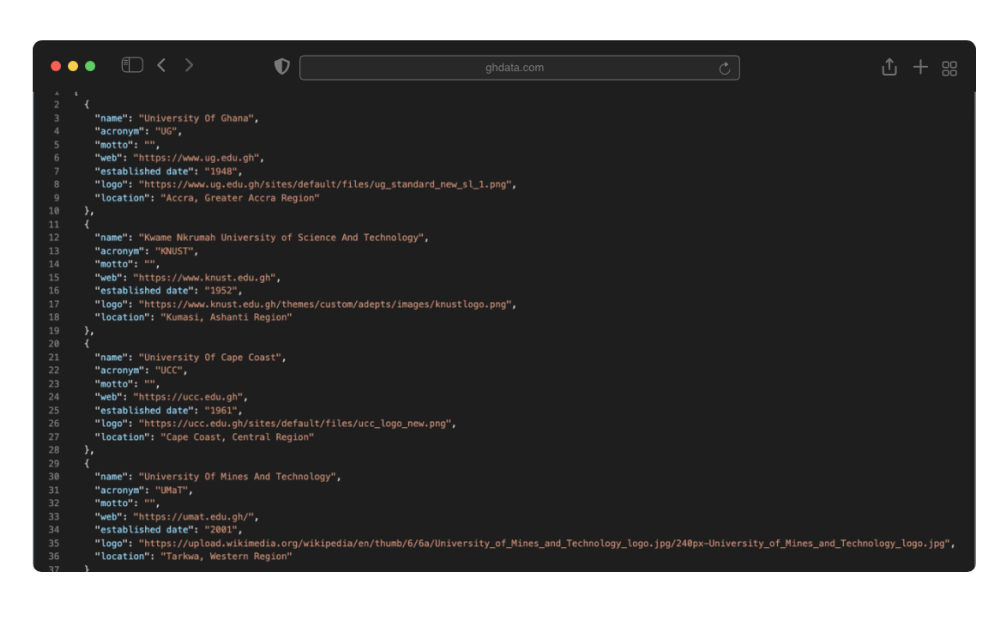 ghdata.com
1 [
2 {
3 "name": "University Of Ghana",
4 "acronym": "UG",
5 "motto": "",
6 "web": "https://www.ug.edu.gh",
7 "established date": "1948",
8 "logo": "https://www.ug.edu.gh/sites/default/files/ug_standard_new_sl_1.png",
9 "location": "Accra, Greater Accra Region"
10 },
11 {
12 "name": "Kwame Nkrumah University of Science And Technology",
13 "acronym": "KNUST",
14 "motto": "",
15 "web": "https://www.knust.edu.gh",
16 "established date": "1952",
17 "logo": "https://www.knust.edu.gh/themes/custom/adepts/images/knustlogo.png",
18 "location": "Kumasi, Ashanti Region"
19 },
20 {
21 "name": "University Of Cape Coast",
22 "acronym": "UCC",
23 "motto": "",
24 "web": "https://ucc.edu.gh",
25 "established date": "1961",
26 "logo": "https://ucc.edu.gh/sites/default/files/ucc_logo_new.png",
27 "location": "Cape Coast, Central Region"
28 },
29 {
30 "name": "University Of Mines And Technology",
31 "acronym": "UMaT",
32 "motto": "",
33 "web": "https://umat.edu.gh/",
34 "established date": "2001",
35 "logo": "https://upload.wikimedia.org/wikipedia/en/thumb/6/6a/University_of_Mines_and_Technology_logo.jpg/240px-University_of_Mines_and_Technology_logo.jpg",
36 "location": "Tarkwa, Western Region"
37 }